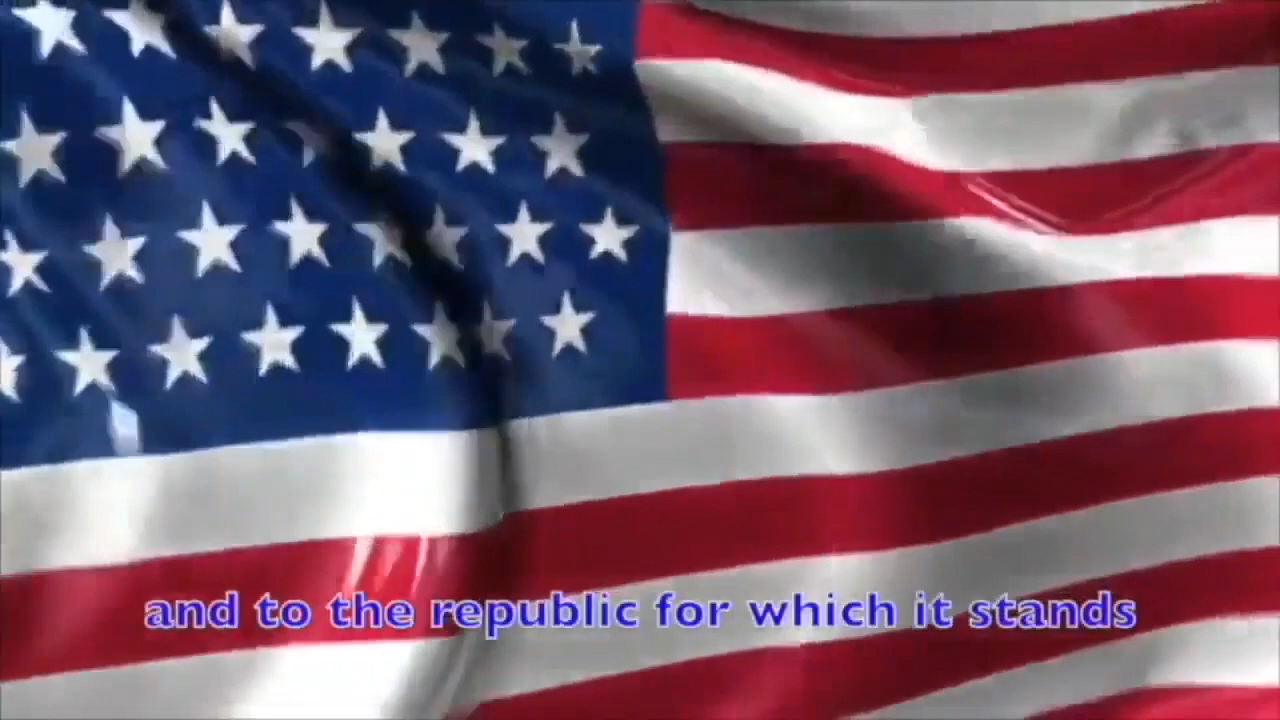 and to the republic for which it stands